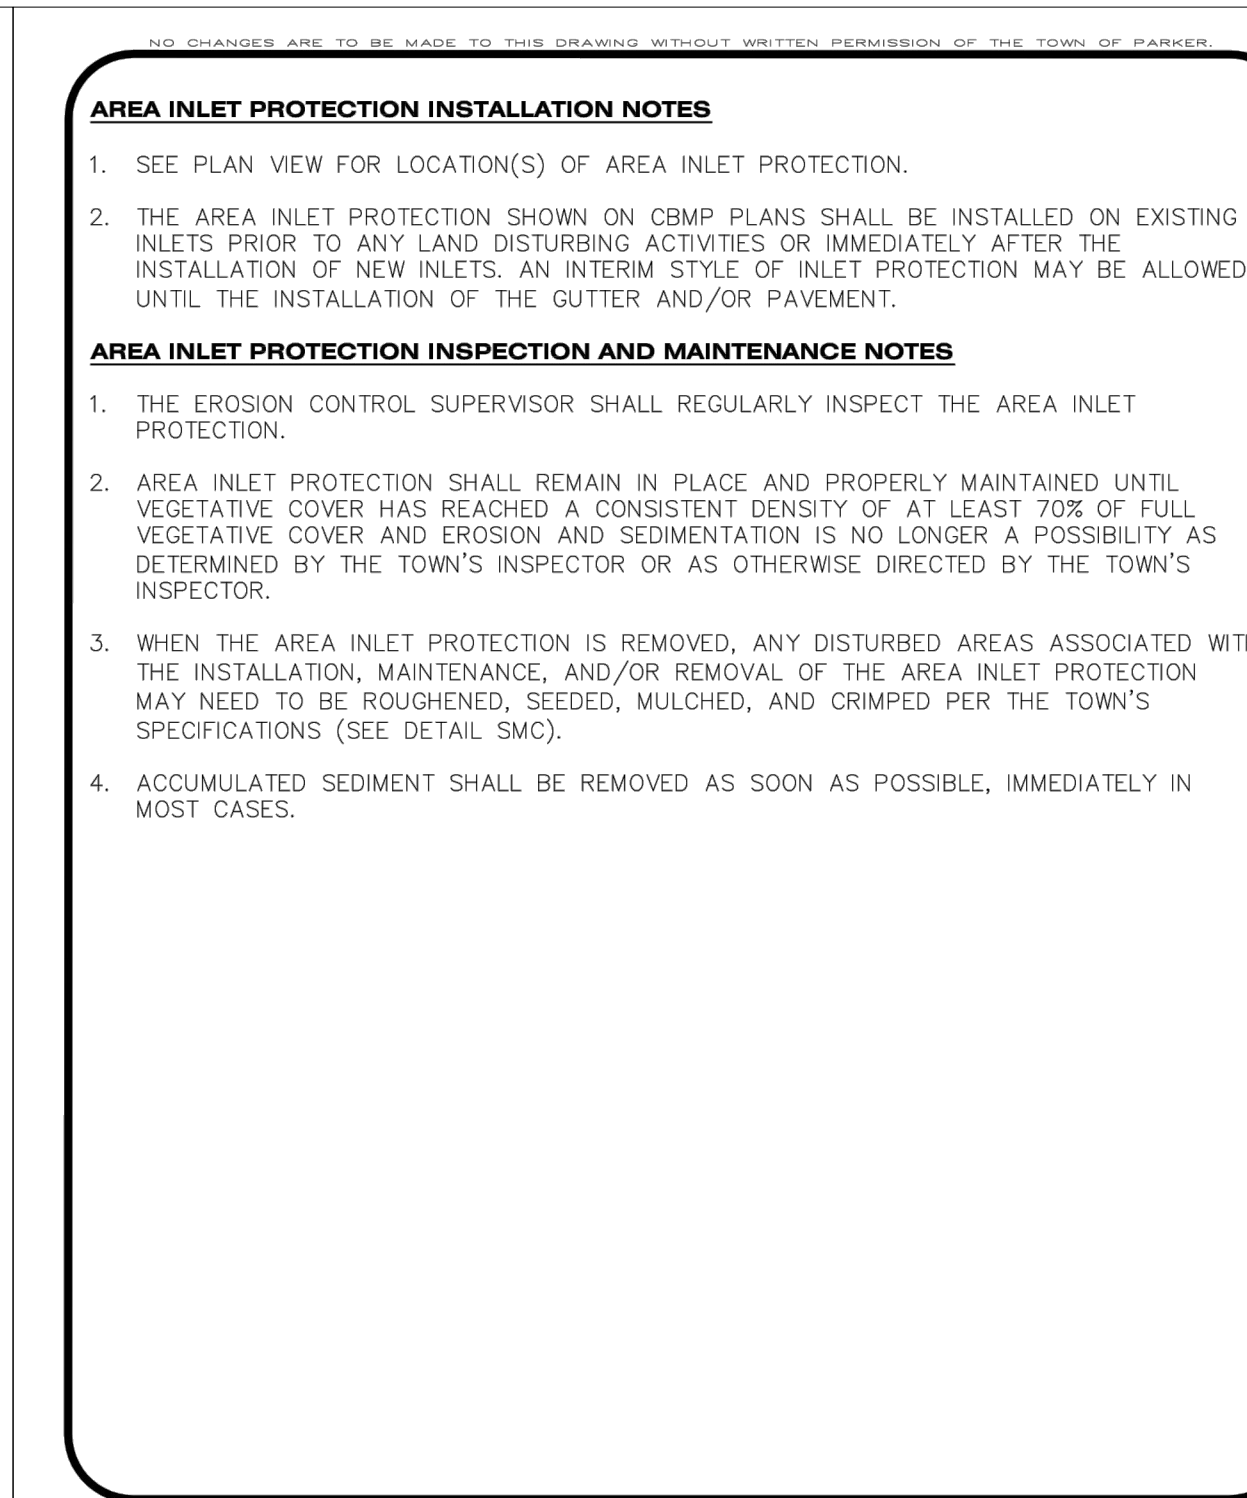 NO CHANGES ARE TO BE MADE TO THIS DRAWING WITHOUT WRITTEN PERMISSION OF THE TOWN OF PARKER.
AREA INLET PROTECTION INSTALLATION NOTES
1. SEE PLAN VIEW FOR LOCATION(S) OF AREA INLET PROTECTION.
2. THE AREA INLET PROTECTION SHOWN ON CBMP PLANS SHALL BE INSTALLED ON EXISTING
INLETS PRIOR TO ANY LAND DISTURBING ACTIVITIES OR IMMEDIATELY AFTER THE
INSTALLATION OF NEW INLETS. AN INTERIM STYLE OF INLET PROTECTION MAY BE ALLOWED
UNTIL THE INSTALLATION OF THE GUTTER AND/OR PAVEMENT.
AREA INLET PROTECTION INSPECTION AND MAINTENANCE NOTES
1. THE EROSION CONTROL SUPERVISOR SHALL REGULARLY INSPECT THE AREA INLET
PROTECTION.
2. AREA INLET PROTECTION SHALL REMAIN IN PLACE AND PROPERLY MAINTAINED UNTIL
VEGETATIVE COVER HAS REACHED A CONSISTENT DENSITY OF AT LEAST 70% OF FULL
VEGETATIVE COVER AND EROSION AND SEDIMENTATION IS NO LONGER A POSSIBILITY AS
DETERMINED BY THE TOWN'S INSPECTOR OR AS OTHERWISE DIRECTED BY THE TOWN'S
INSPECTOR.
3. WHEN THE AREA INLET PROTECTION IS REMOVED, ANY DISTURBED AREAS ASSOCIATED WITH
THE INSTALLATION, MAINTENANCE, AND/OR REMOVAL OF THE AREA INLET PROTECTION
MAY NEED TO BE ROUGHENED, SEEDED, MULCHED, AND CRIMPED PER THE TOWN'S
SPECIFICATIONS (SEE DETAIL SMC).
4. ACCUMULATED SEDIMENT SHALL BE REMOVED AS SOON AS POSSIBLE, IMMEDIATELY IN
MOST CASES.